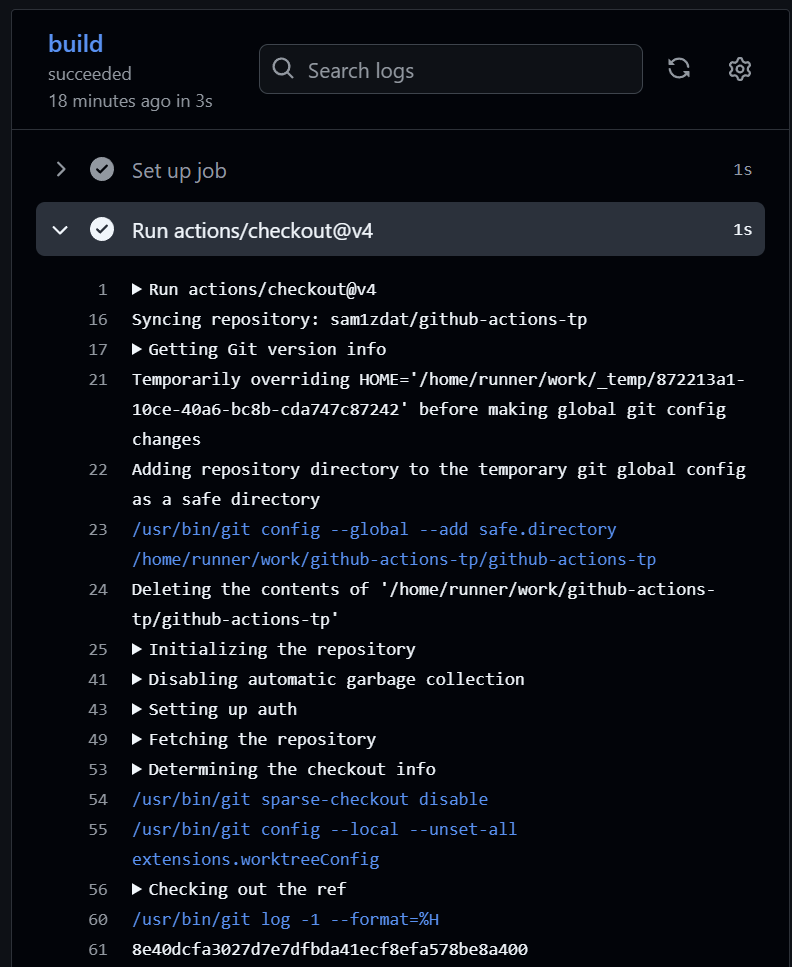 build
succeeded
18 minutes ago in 3s
Search logs
Set up job 1s
Run actions/checkout@v4 1s
1 Run actions/checkout@v4
16 Syncing repository: sam1zdat/github-actions-tp
17 Getting Git version info
21 Temporarily overriding HOME='/home/runner/work/_temp/872213a1-
10ce-40a6-bc8b-cda747c87242' before making global git config
changes
22 Adding repository directory to the temporary git global config
as a safe directory
23 /usr/bin/git config --global --add safe.directory
/home/runner/work/github-actions-tp/github-actions-tp
24 Deleting the contents of '/home/runner/work/github-actions-
tp/github-actions-tp'
25 Initializing the repository
41 Disabling automatic garbage collection
43 Setting up auth
49 Fetching the repository
53 Determining the checkout info
54 /usr/bin/git sparse-checkout disable
55 /usr/bin/git config --local --unset-all
extensions.worktreeConfig
56 Checking out the ref
60 /usr/bin/git log -1 --format=%H
61 8e40dcfa3027d7e7dfbda41ecf8efa578be8a400